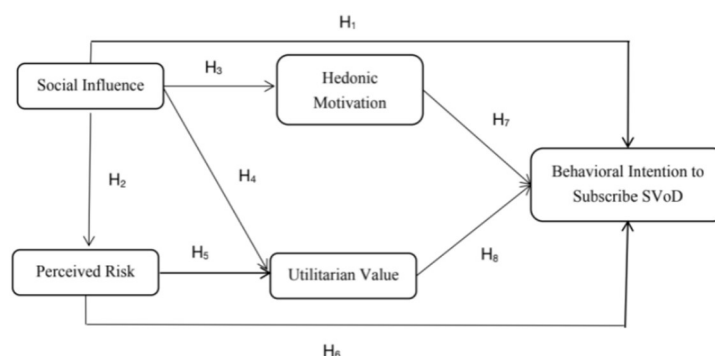 H₁
Social Influence
H₃
Hedonic
Motivation
H₇
H₂
H₄
Behavioral Intention to
Subscribe SVoD
Perceived Risk
H₅
Utilitarian Value
H₈
H₆